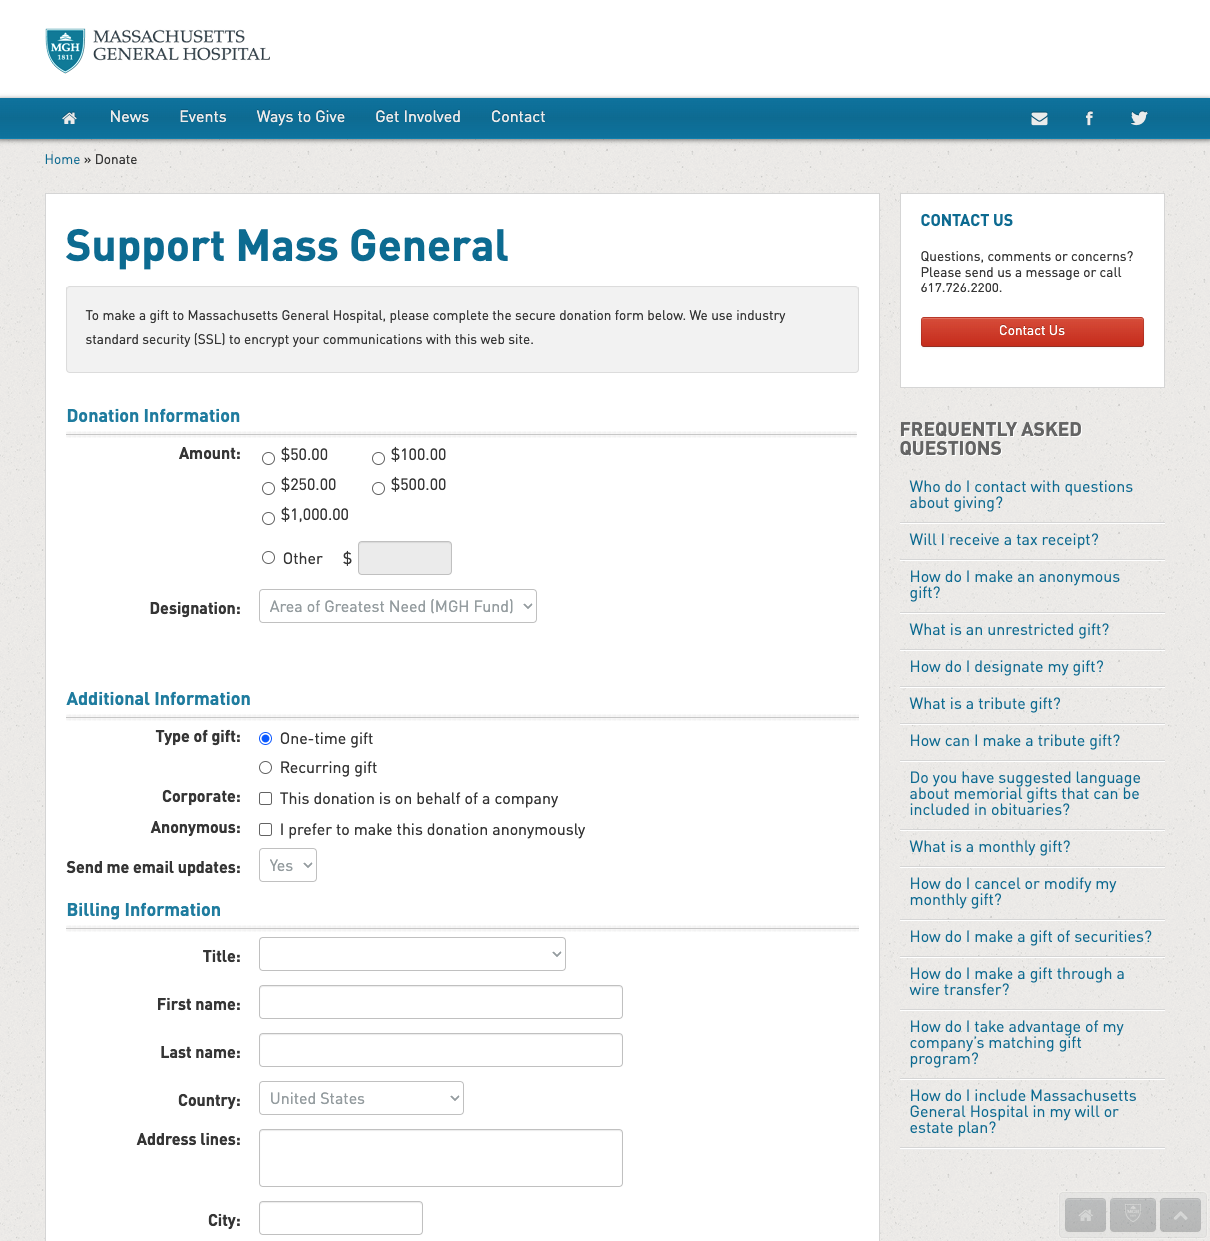 MGH
1811
MASSACHUSETTS
GENERAL HOSPITAL
News
Events
Ways to Give
Get Involved
Contact
Home » Donate
Support Mass General
To make a gift to Massachusetts General Hospital, please complete the secure donation form below. We use industry
standard security (SSL) to encrypt your communications with this web site.
Donation Information
Amount:
$50.00
$100.00
$250.00
$500.00
$1,000.00
Other $
Designation:
Area of Greatest Need (MGH Fund)
Additional Information
Type of gift:
One-time gift
Recurring gift
Corporate:
This donation is on behalf of a company
Anonymous:
I prefer to make this donation anonymously
Send me email updates:
Yes
Billing Information
Title:
First name:
Last name:
Country:
United States
Address lines:
City:
CONTACT US
Questions, comments or concerns?
Please send us a message or call
617.726.2200.
Contact Us
FREQUENTLY ASKED
QUESTIONS
Who do I contact with questions
about giving?
Will I receive a tax receipt?
How do I make an anonymous
gift?
What is an unrestricted gift?
How do I designate my gift?
What is a tribute gift?
How can I make a tribute gift?
Do you have suggested language
about memorial gifts that can be
included in obituaries?
What is a monthly gift?
How do I cancel or modify my
monthly gift?
How do I make a gift of securities?
How do I make a gift through a
wire transfer?
How do I take advantage of my
company's matching gift
program?
How do I include Massachusetts
General Hospital in my will or
estate plan?